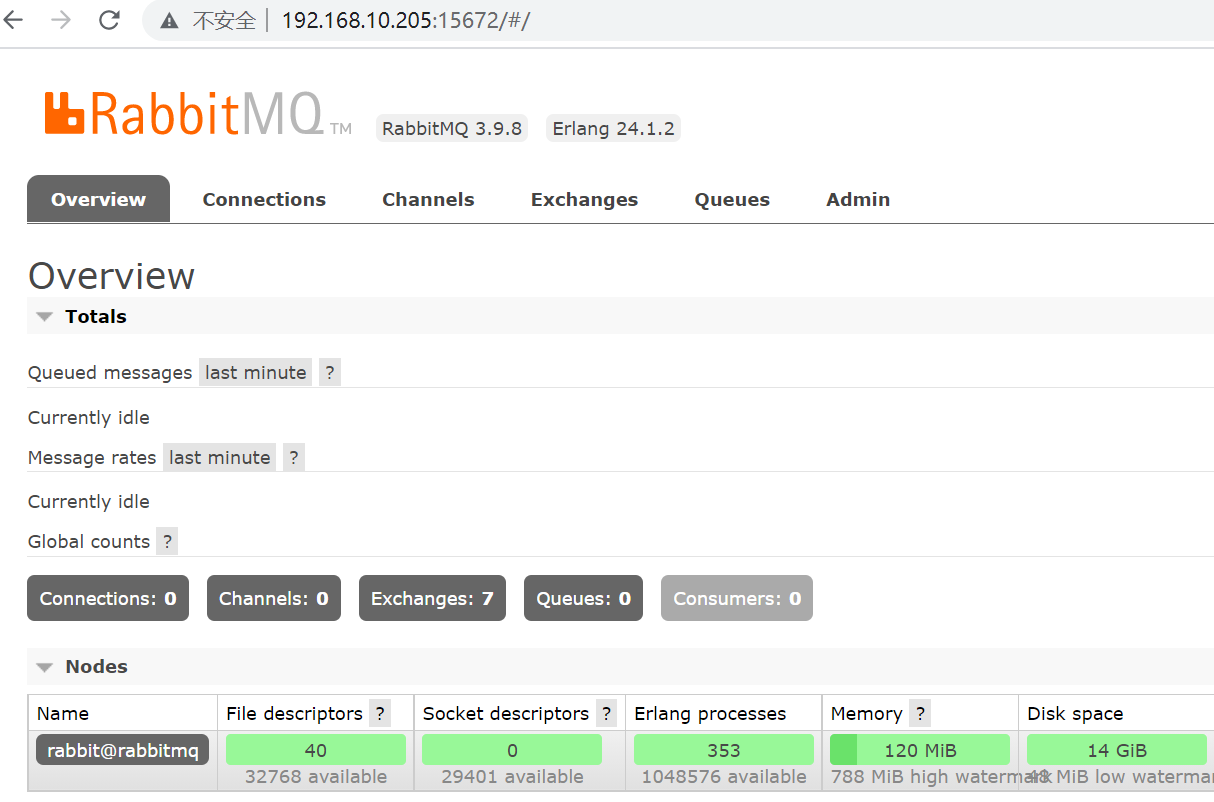 不安全 192.168.10.205:15672/#/
RabbitMQ TM RabbitMQ 3.9.8 Erlang 24.1.2
Overview Connections Channels Exchanges Queues Admin
Overview
Totals
Queued messages last minute ?
Currently idle
Message rates last minute ?
Currently idle
Global counts ?
Connections: 0 Channels: 0 Exchanges: 7 Queues: 0 Consumers: 0
Nodes
Name File descriptors ? Socket descriptors ? Erlang processes Memory ? Disk space
rabbit@rabbitmq 40 0 353 120 MiB 14 GiB
32768 available 29401 available 1048576 available 788 MiB high watermark 48 MiB low watermar